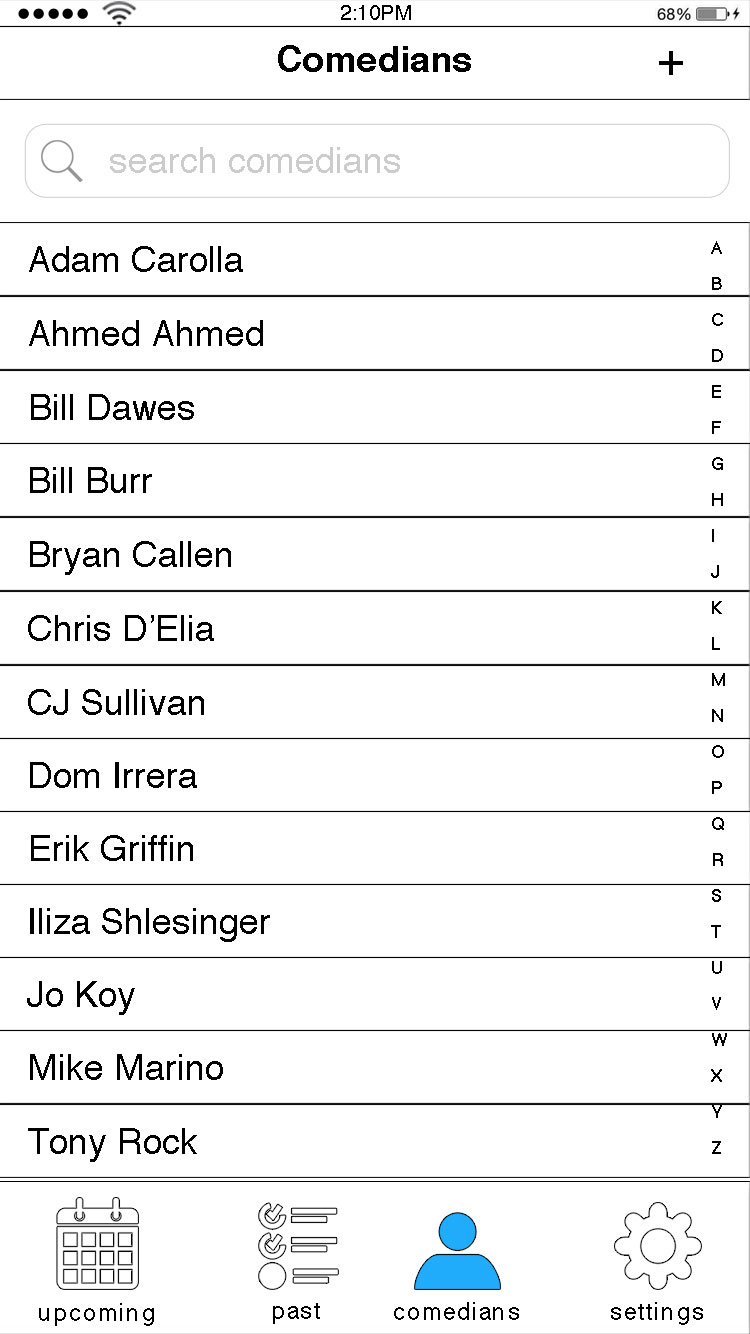 2:10PM 68%
Comedians +
search comedians
Adam Carolla
Ahmed Ahmed
Bill Dawes
Bill Burr
Bryan Callen
Chris D’Elia
CJ Sullivan
Dom Irrera
Erik Griffin
Iliza Shlesinger
Jo Koy
Mike Marino
Tony Rock
A
B
C
D
E
F
G
H
I
J
K
L
M
N
O
P
Q
R
S
T
U
V
W
X
Y
Z
upcoming past comedians settings